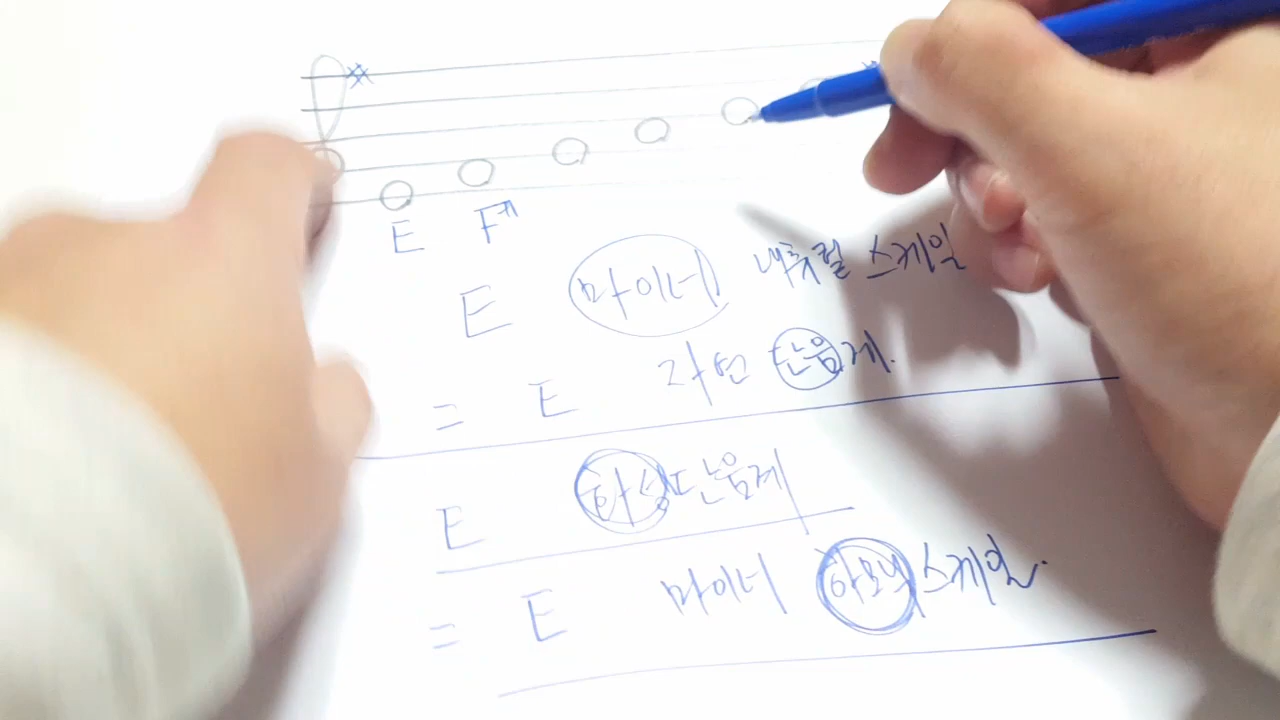 E F#
E 마이너 내츄럴 스케일
= E 자연 단음계.
E 화성단음계
= E 마이너 하모닉 스케일.